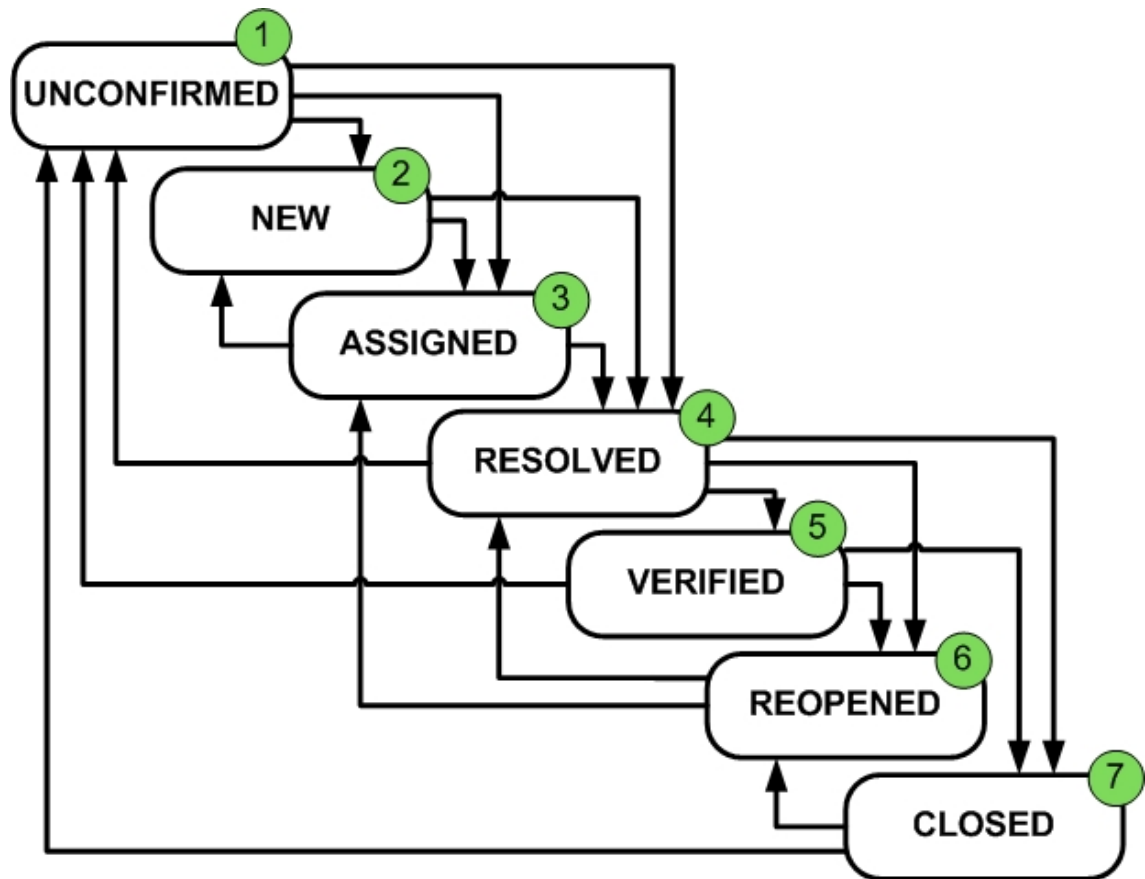 1
UNCONFIRMED
2
NEW
3
ASSIGNED
4
RESOLVED
5
VERIFIED
6
REOPENED
7
CLOSED